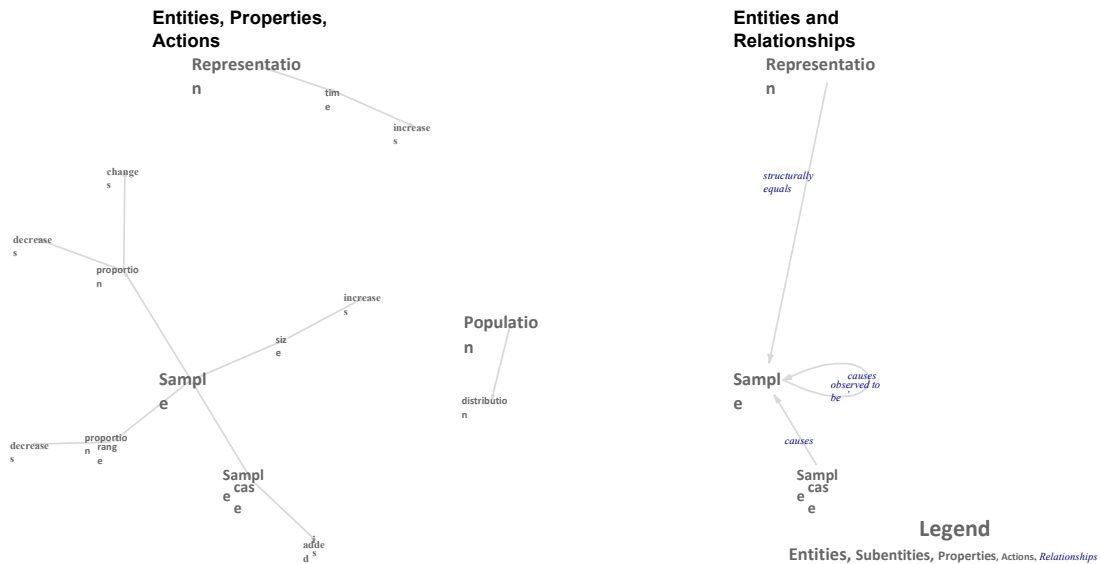 Entities, Properties,
Actions
Representatio
n
tim
e
increase
s
change
s
decrease
s
proportio
n
increase
s
siz
e
Populatio
n
Sampl
e
distributio
n
proportio
n rang
e
decrease
s
Sampl
e cas
e
is
adde
d
Entities and
Relationships
Representatio
n
structurally
equals
Sampl
e
causes
observed to
be
causes
Sampl
e cas
e
Legend
Entities, Subentities, Properties, Actions, Relationships